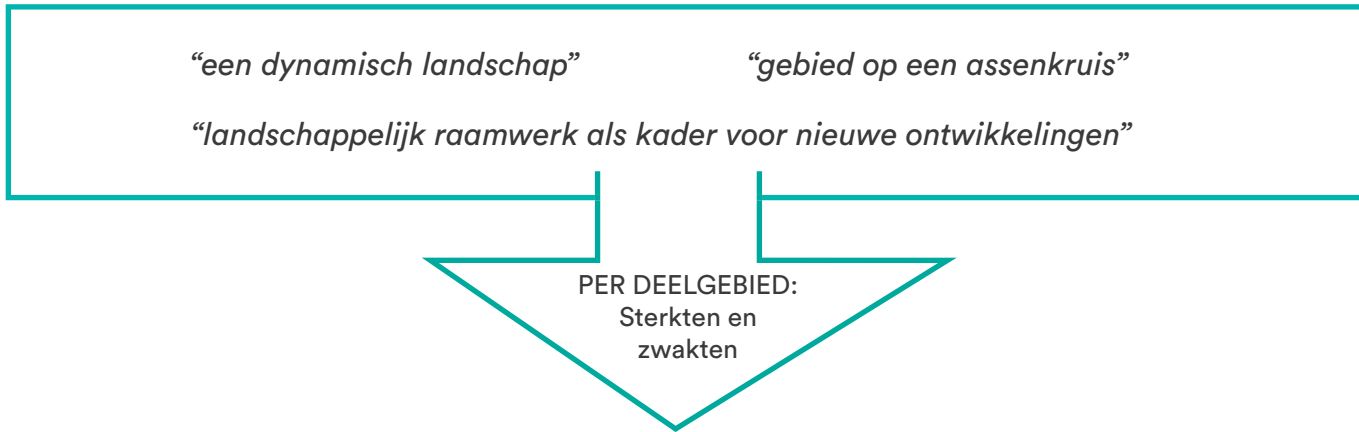 “een dynamisch landschap” “gebied op een assenkruis”
“landschappelijk raamwerk als kader voor nieuwe ontwikkelingen”
PER DEELGEBIED:
Sterkten en
zwakten